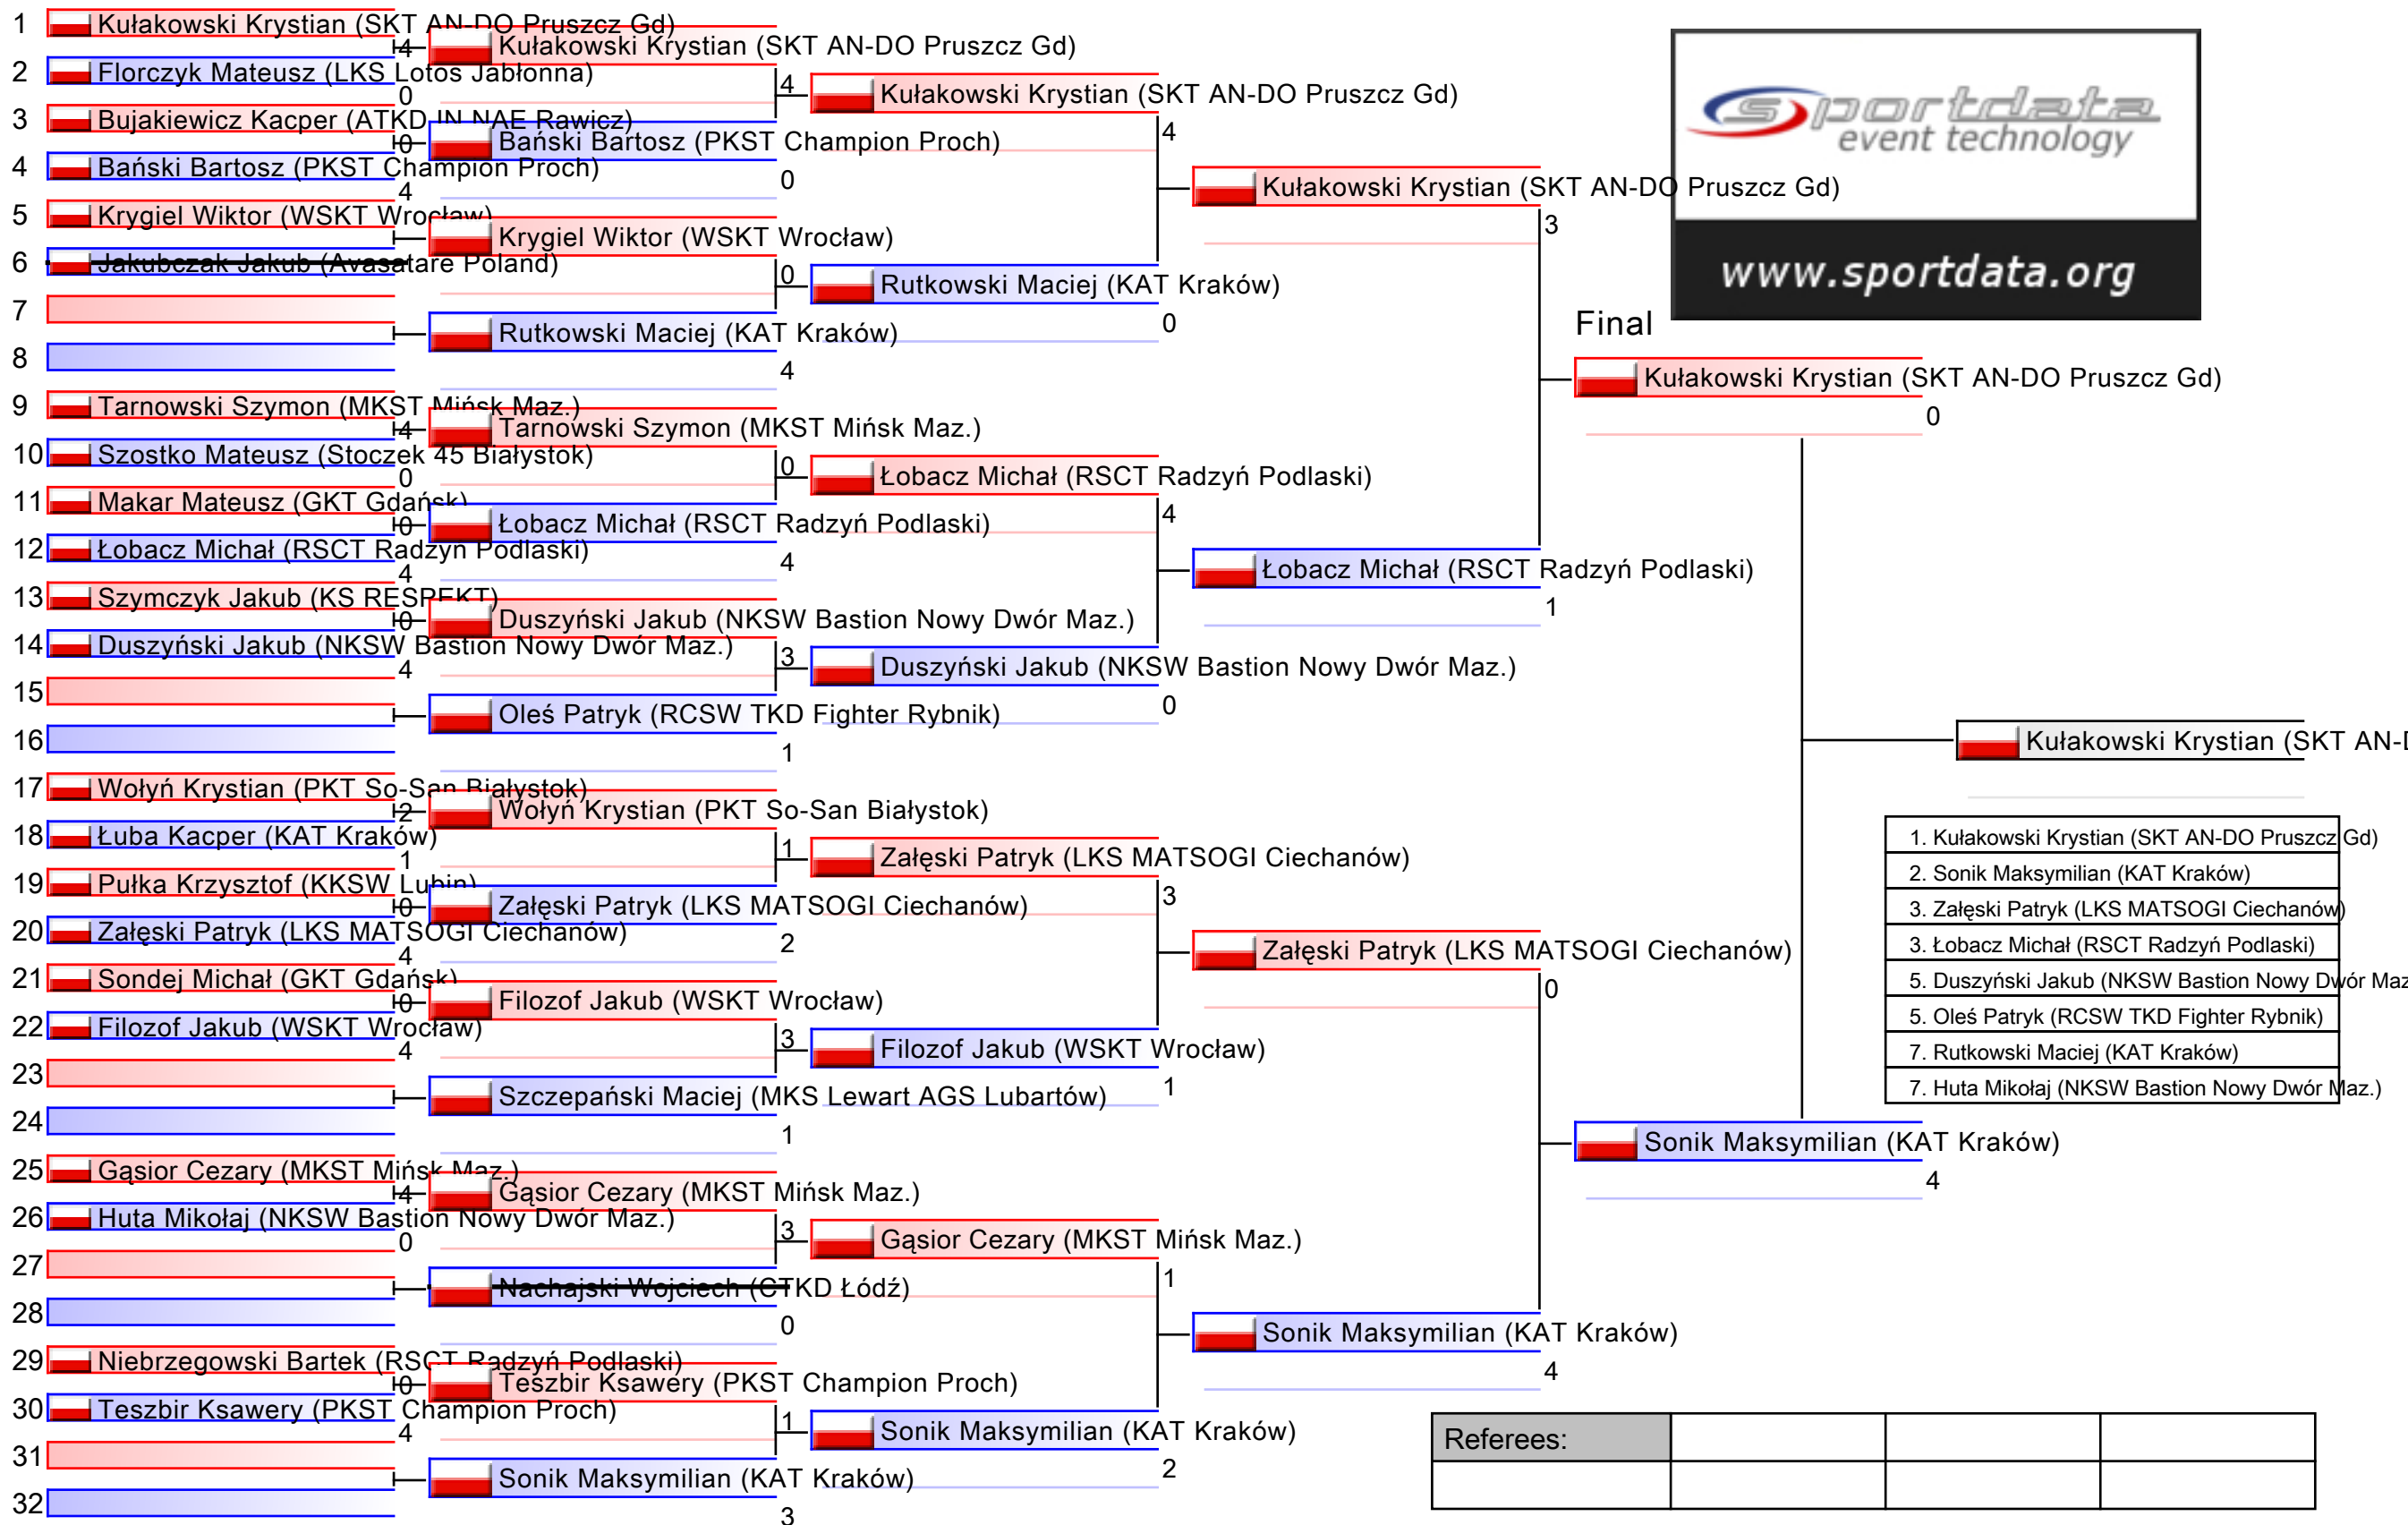 1 Kułakowski Krystian (SKT AN-DO Pruszcz Gd)
4
2 Florczyk Mateusz (LKS Lotos Jabłonna)
0
3 Bujakiewicz Kacper (ATKD IN NAE Rawicz)
0
4 Bański Bartosz (PKST Champion Proch)
4
5 Krygiel Wiktor (WSKT Wrocław)
6 Jakubczak Jakub (Avasatare Poland)
7
8
9 Tarnowski Szymon (MKST Mińsk Maz.)
4
10 Szostko Mateusz (Stoczek 45 Białystok)
0
11 Makar Mateusz (GKT Gdańsk)
0
12 Łobacz Michał (RSCT Radzyń Podlaski)
4
13 Szymczyk Jakub (KS RESPEKT)
0
14 Duszyński Jakub (NKSW Bastion Nowy Dwór Maz.)
4
15
16
17 Wołyń Krystian (PKT So-San Białystok)
2
18 Łuba Kacper (KAT Kraków)
1
19 Pułka Krzysztof (KKSW Lubin)
0
20 Załęski Patryk (LKS MATSOGI Ciechanów)
4
21 Sondej Michał (GKT Gdańsk)
0
22 Filozof Jakub (WSKT Wrocław)
4
23
24
25 Gąsior Cezary (MKST Mińsk Maz.)
4
26 Huta Mikołaj (NKSW Bastion Nowy Dwór Maz.)
0
27
28
29 Niebrzegowski Bartek (RSCT Radzyń Podlaski)
0
30 Teszbir Ksawery (PKST Champion Proch)
4
31
32
Kułakowski Krystian (SKT AN-DO Pruszcz Gd)
4
Bański Bartosz (PKST Champion Proch)
0
Krygiel Wiktor (WSKT Wrocław)
0
Rutkowski Maciej (KAT Kraków)
4
Tarnowski Szymon (MKST Mińsk Maz.)
0
Łobacz Michał (RSCT Radzyń Podlaski)
4
Duszyński Jakub (NKSW Bastion Nowy Dwór Maz.)
3
Oleś Patryk (RCSW TKD Fighter Rybnik)
1
Wołyń Krystian (PKT So-San Białystok)
1
Załęski Patryk (LKS MATSOGI Ciechanów)
2
Filozof Jakub (WSKT Wrocław)
3
Szczepański Maciej (MKS Lewart AGS Lubartów)
1
Gąsior Cezary (MKST Mińsk Maz.)
3
Nachajski Wojciech (CTKD Łódź)
0
Teszbir Ksawery (PKST Champion Proch)
1
Sonik Maksymilian (KAT Kraków)
3
Kułakowski Krystian (SKT AN-DO Pruszcz Gd)
4
Rutkowski Maciej (KAT Kraków)
0
Łobacz Michał (RSCT Radzyń Podlaski)
4
Duszyński Jakub (NKSW Bastion Nowy Dwór Maz.)
0
Załęski Patryk (LKS MATSOGI Ciechanów)
3
Filozof Jakub (WSKT Wrocław)
1
Gąsior Cezary (MKST Mińsk Maz.)
1
Sonik Maksymilian (KAT Kraków)
2
Kułakowski Krystian (SKT AN-DO Pruszcz Gd)
3
Łobacz Michał (RSCT Radzyń Podlaski)
1
Załęski Patryk (LKS MATSOGI Ciechanów)
0
Sonik Maksymilian (KAT Kraków)
4
sportdata
event technology
www.sportdata.org
Final
Kułakowski Krystian (SKT AN-DO Pruszcz Gd)
0
Sonik Maksymilian (KAT Kraków)
4
Kułakowski Krystian (SKT AN-
1. Kułakowski Krystian (SKT AN-DO Pruszcz Gd)
2. Sonik Maksymilian (KAT Kraków)
3. Załęski Patryk (LKS MATSOGI Ciechanów)
3. Łobacz Michał (RSCT Radzyń Podlaski)
5. Duszyński Jakub (NKSW Bastion Nowy Dwór Maz
5. Oleś Patryk (RCSW TKD Fighter Rybnik)
7. Rutkowski Maciej (KAT Kraków)
7. Huta Mikołaj (NKSW Bastion Nowy Dwór Maz.)
Referees: